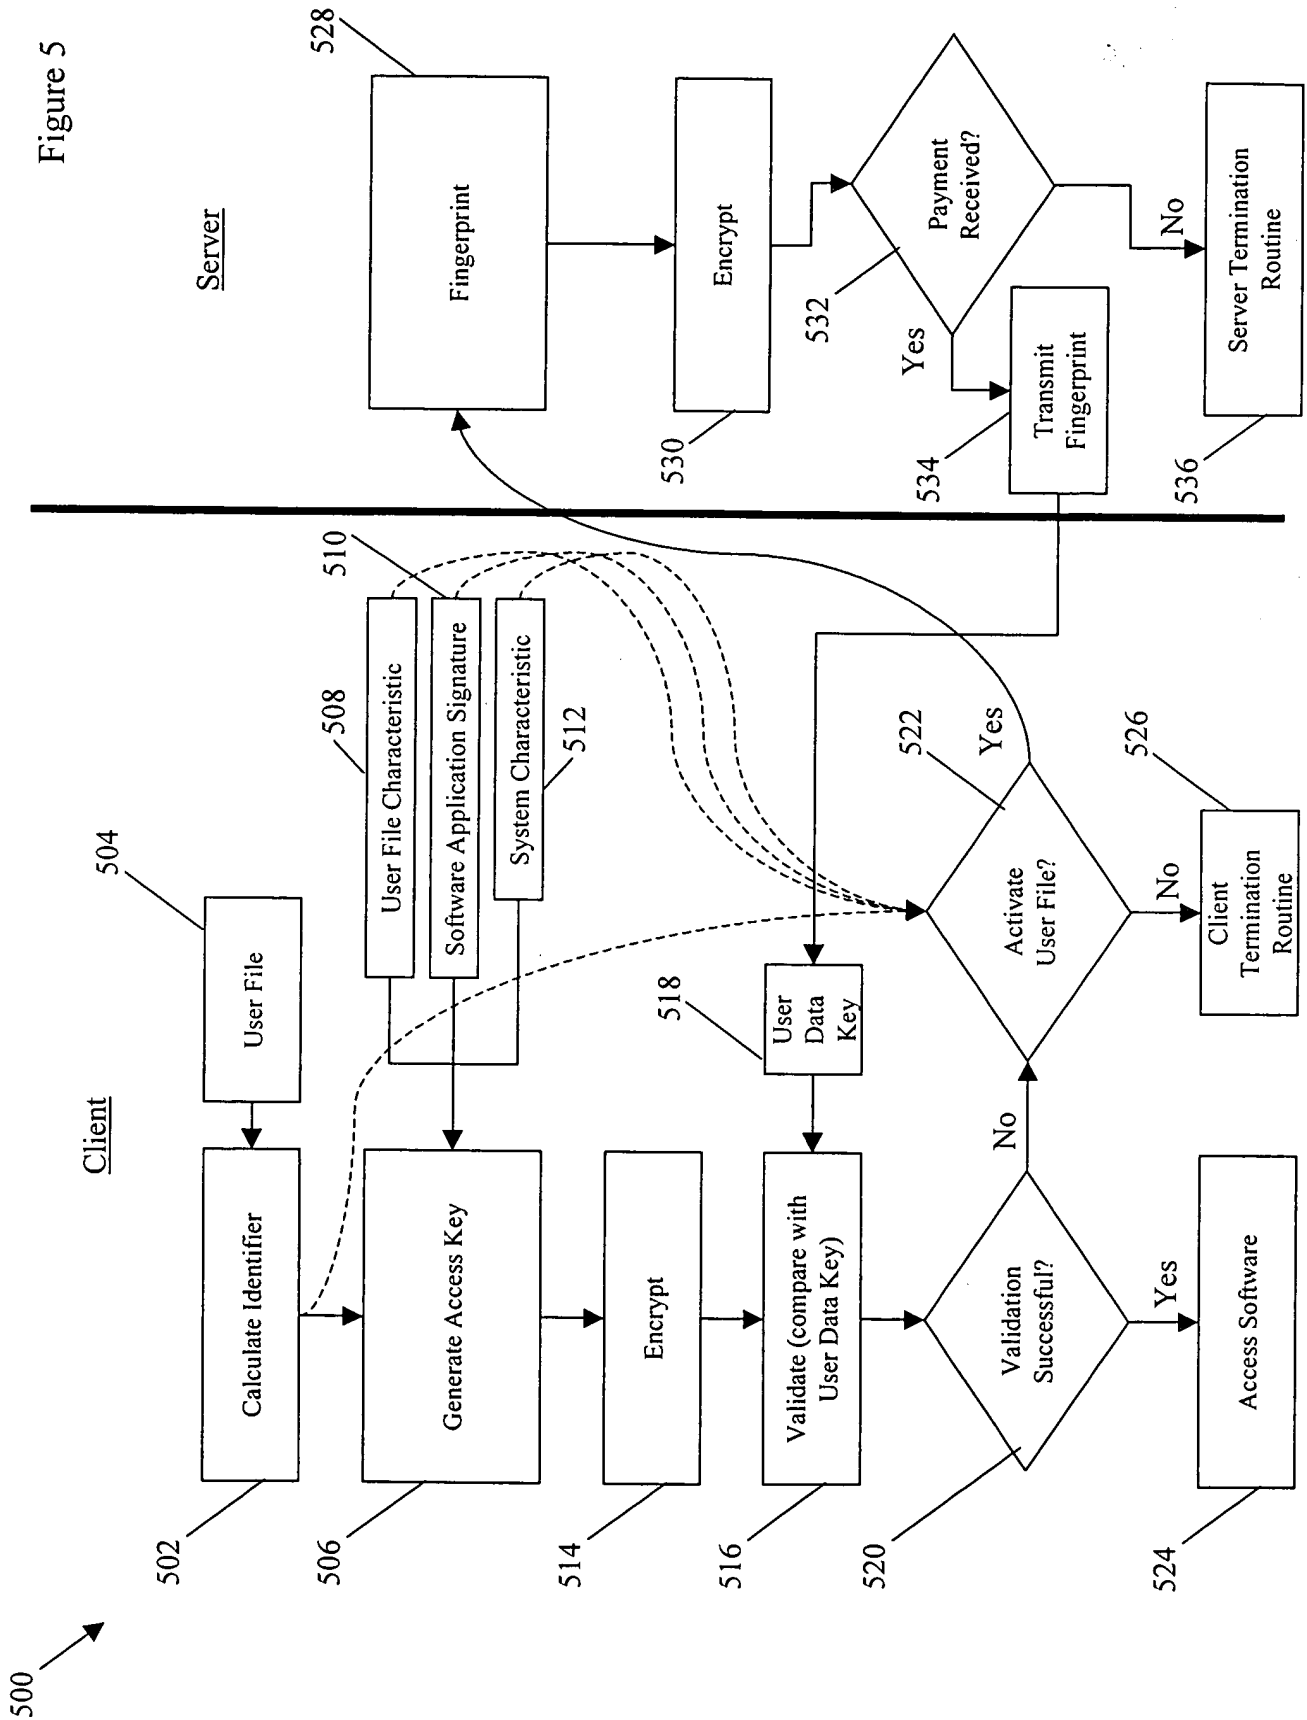 Figure 5
500
Client
Server
502
Calculate Identifier
504
User File
506
Generate Access Key
508
User File Characteristic
510
Software Application Signature
512
System Characteristic
514
Encrypt
516
Validate (compare with
User Data Key)
518
User
Data
Key
520
Validation
Successful?
No
Yes
522
Activate
User File?
Yes
No
524
Access Software
526
Client
Termination
Routine
528
Fingerprint
530
Encrypt
532
Payment
Received?
Yes
No
534
Transmit
Fingerprint
536
Server Termination
Routine